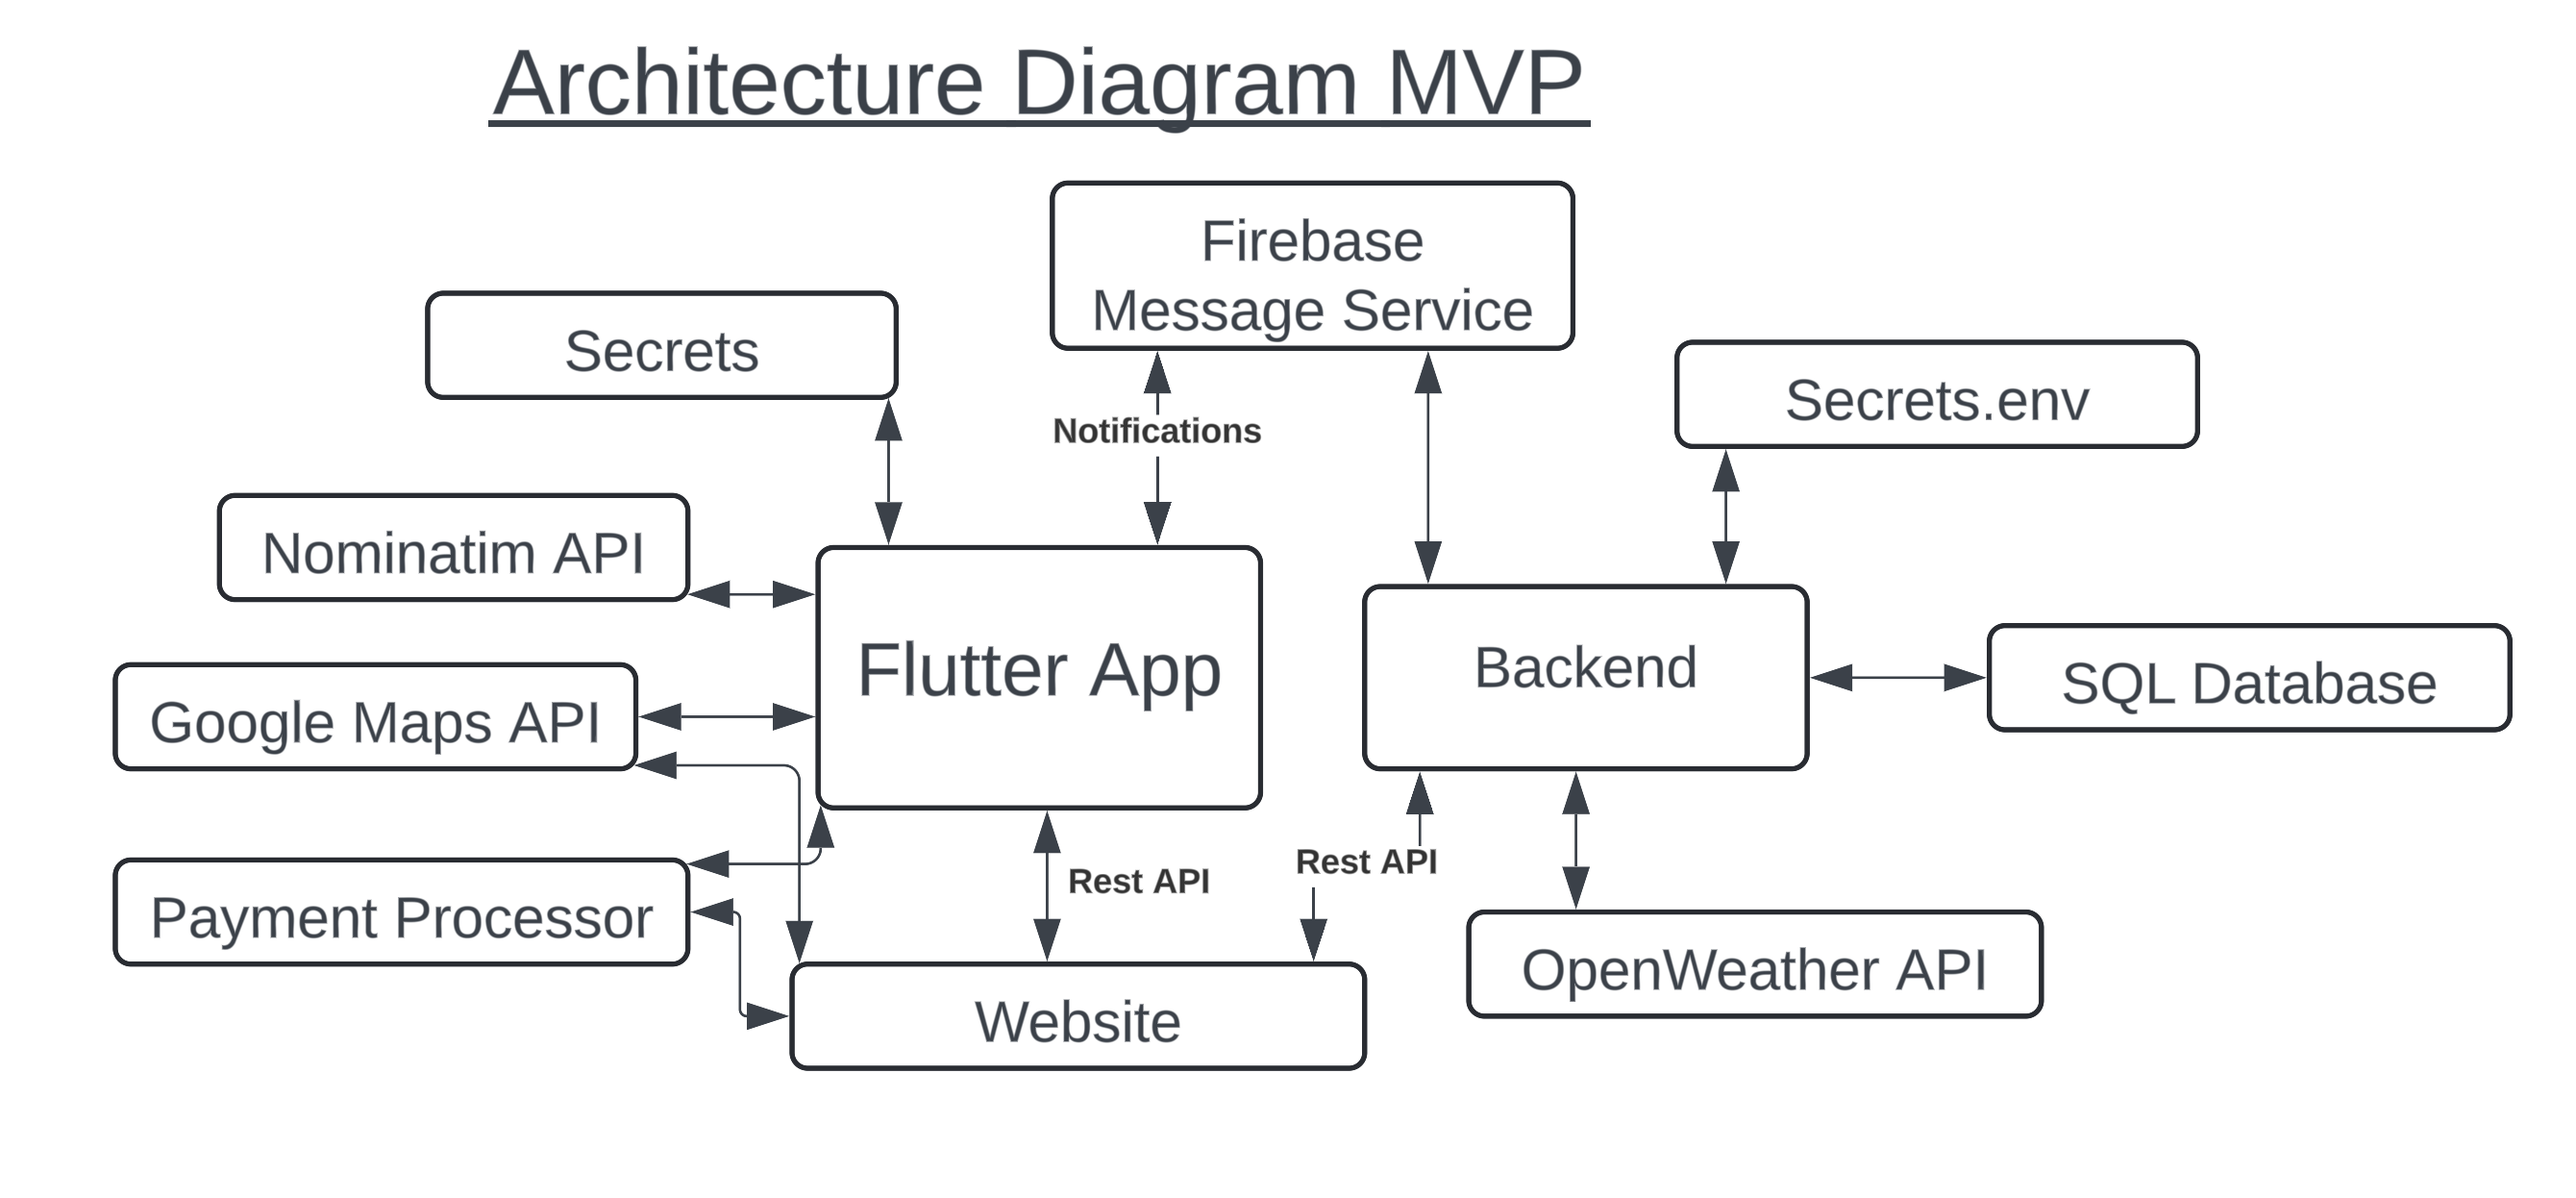 Architecture Diagram MVP
Firebase
Message Service
Secrets
Secrets.env
Notifications
Nominatim API
Flutter App
Backend
SQL Database
Google Maps API
Rest API
Rest API
Payment Processor
OpenWeather API
Website